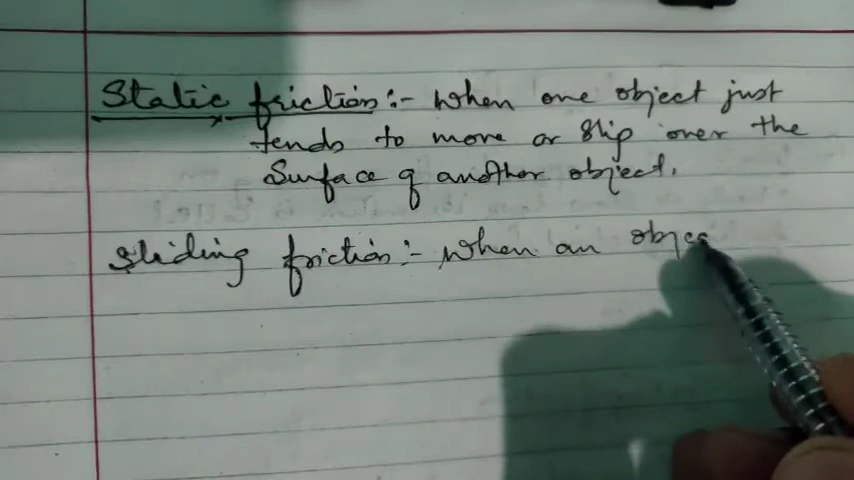 Static friction :- When one object just
tends to move or slip over the
surface of another object.
Sliding friction :- When an objec